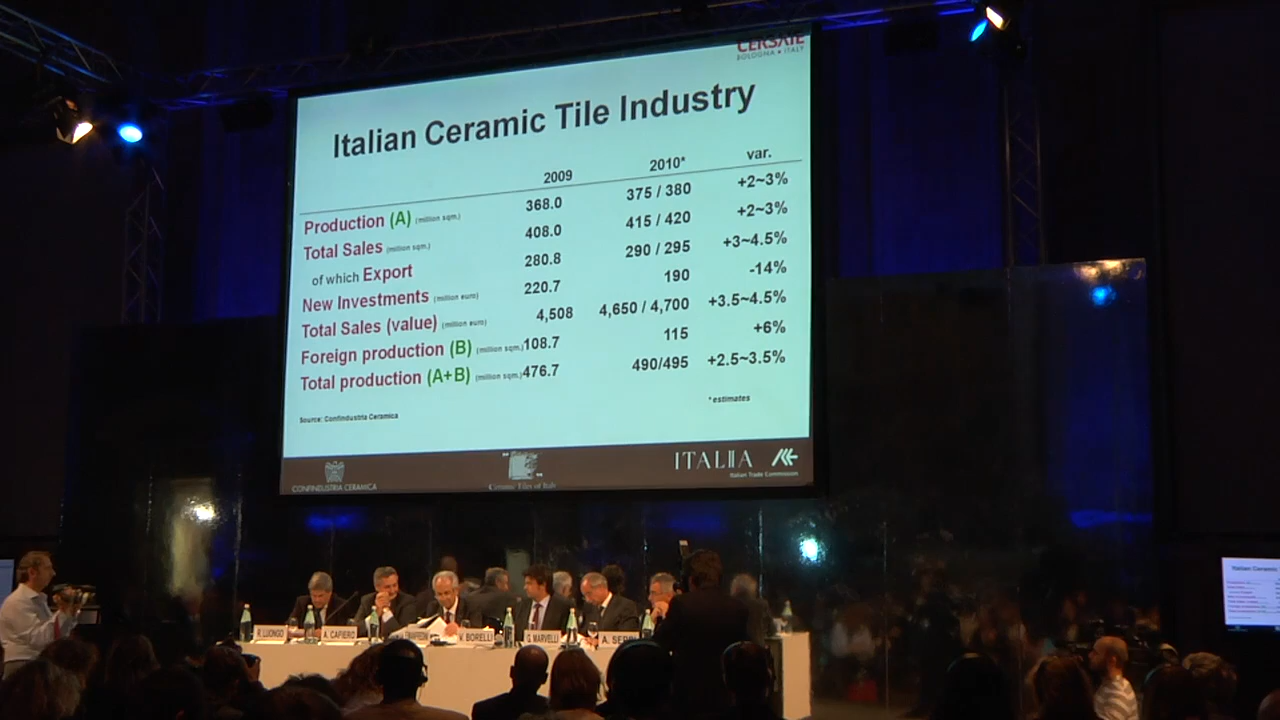 CERSAIE
BOLOGNA • ITALY
Italian Ceramic Tile Industry
2009 2010* var.
Production (A) (million sqm.) 368.0 375 / 380 +2~3%
Total Sales (million sqm.) 408.0 415 / 420 +2~3%
of which Export 280.8 290 / 295 +3~4.5%
New Investments (million euro) 220.7 190 -14%
Total Sales (value) (million euro) 4,508 4,650 / 4,700 +3.5~4.5%
Foreign production (B) (million sqm.) 108.7 115 +6%
Total production (A+B) (million sqm.) 476.7 490/495 +2.5~3.5%
* estimates
Source: Confindustria Ceramica
CONFINDUSTRIA CERAMICA
Ceramic Tiles of Italy
ITALIA
Italian Trade Commission
R. LUONGO
A. CAPIERO
V. BORELLI
G. MARVELLI
A.
Italian Ceramic